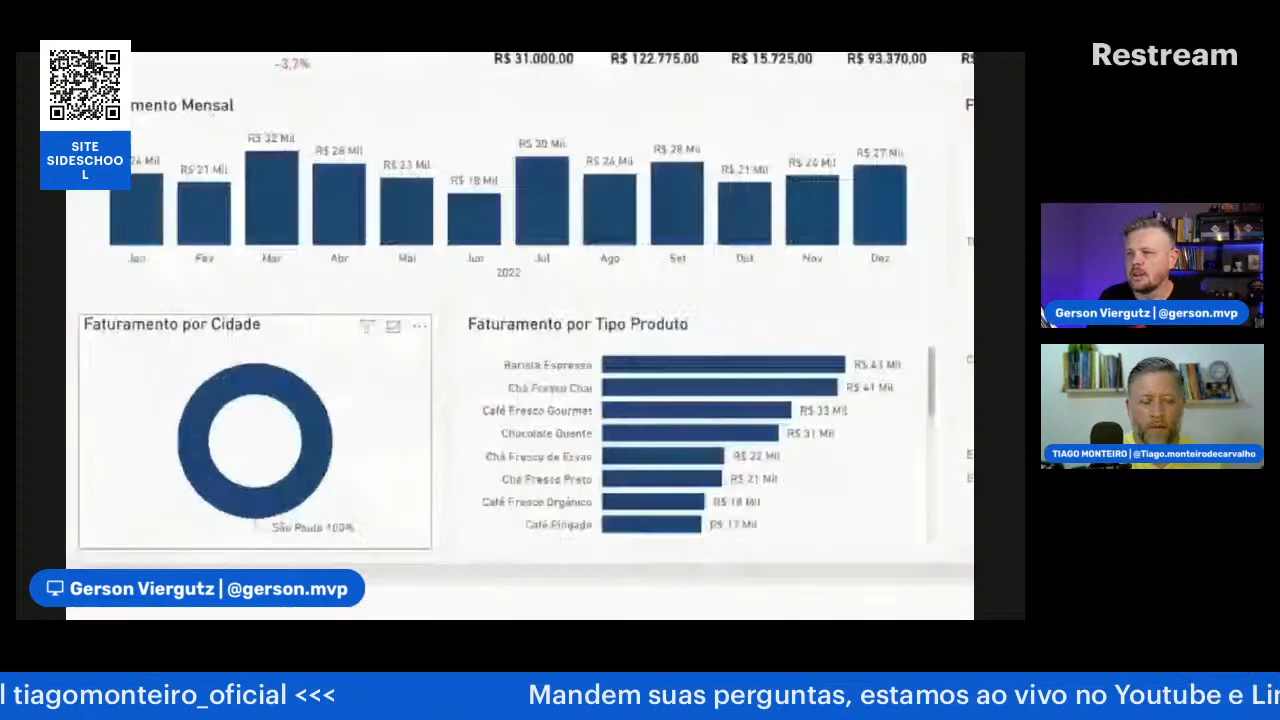 Restream
SITE
SIDESCHOO
L
-3,7%
R$ 31.000,00
R$ 122.775,00
R$ 15.725,00
R$ 93.370,00
mento Mensal
24 Mil
R$ 21 Mil
R$ 32 Mil
R$ 28 Mil
R$ 23 Mil
R$ 18 Mil
R$ 30 Mil
R$ 24 Mil
R$ 28 Mil
R$ 21 Mil
R$ 24 Mil
R$ 27 Mil
Jan
Fev
Mar
Abr
Mai
Jun
Jul
Ago
Set
Out
Nov
Dez
2022
Faturamento por Cidade
São Paulo 100%
Faturamento por Tipo Produto
Barista Espresso R$ 43 Mil
Chá Fresco Chai R$ 41 Mil
Café Fresco Gourmet R$ 33 Mil
Chocolate Quente R$ 31 Mil
Chá Fresco de Ervas R$ 22 Mil
Chá Fresco Preto R$ 21 Mil
Café Fresco Orgânico R$ 18 Mil
Café Pingado R$ 17 Mil
Gerson Viergutz | @gerson.mvp
TIAGO MONTEIRO | @Tiago.monteirodecarvalho
Gerson Viergutz | @gerson.mvp
l tiagomonteiro_oficial <<<
Mandem suas perguntas, estamos ao vivo no Youtube e Lin